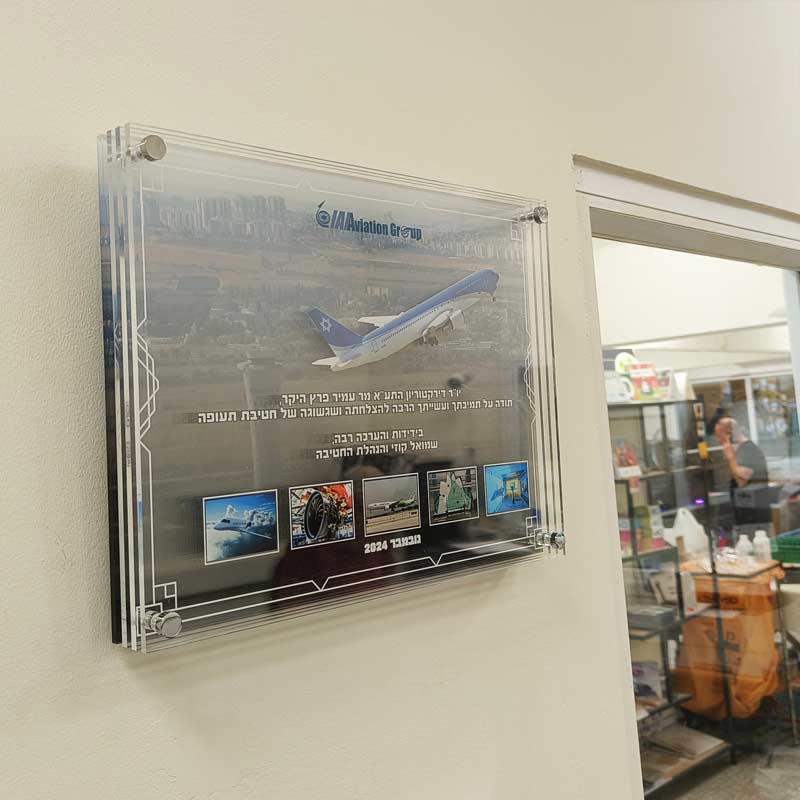 IAI Aviation Group
יו״ר דירקטוריון התע״א מר עמיר פרץ היקר,
תודה על תמיכתך ועשייתך הרבה להצלחתה ושגשוגה של חטיבת תעופה
בידידות והערכה רבה,
שמואל קוזי והנהלת החטיבה
נובמבר 2024